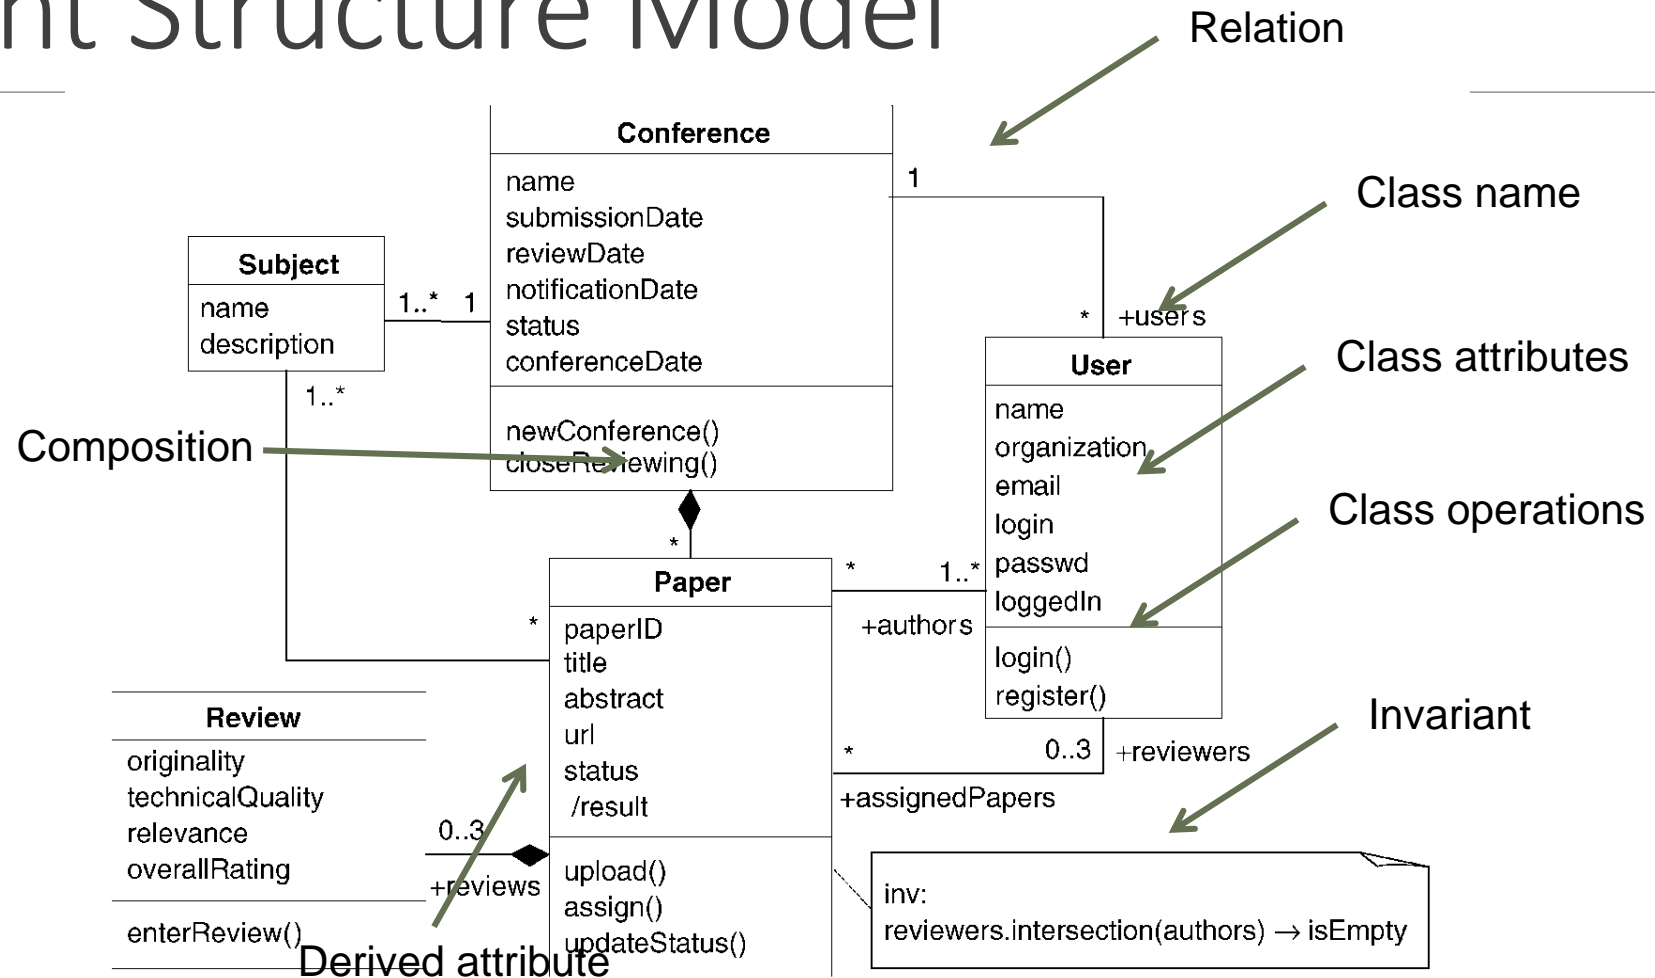 nt Structure Model
Relation
Conference
name
submissionDate
reviewDate
notificationDate
status
conferenceDate
newConference()
closeReviewing()
1
Class name
Subject
name
description
1..* 1
1..*
* +users
User
name
organization
email
login
passwd
loggedIn
login()
register()
Class attributes
Composition
Class operations
*
Paper
paperID
title
abstract
url
status
/result
upload()
assign()
updateStatus()
*
* 1..*
+authors
Review
originality
technicalQuality
relevance
overallRating
enterReview()
0..3
+reviews
* 0..3 +reviewers
+assignedPapers
Invariant
inv:
reviewers.intersection(authors) → isEmpty
Derived attribute